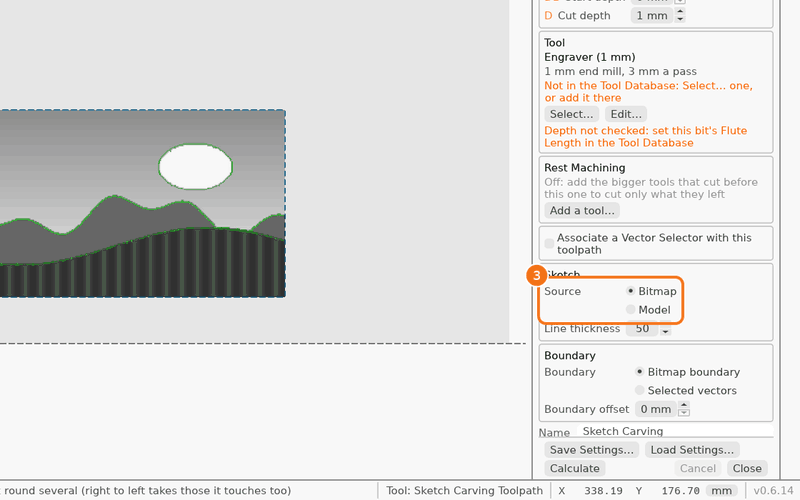 D Cut depth 1 mm
Tool
Engraver (1 mm)
1 mm end mill, 3 mm a pass
Not in the Tool Database: Select... one,
or add it there
Select... Edit...
Depth not checked: set this bit's Flute
Length in the Tool Database
Rest Machining
Off: add the bigger tools that cut before
this one to cut only what they left
Add a tool...
Associate a Vector Selector with this
toolpath
3 Sketch
Source Bitmap
Model
Line thickness 50
Boundary
Boundary Bitmap boundary
Selected vectors
Boundary offset 0 mm
Name Sketch Carving
Save Settings... Load Settings...
Calculate Cancel Close
round several (right to left takes those it touches too) Tool: Sketch Carving Toolpath X 338.19 Y 176.70 mm v0.6.14